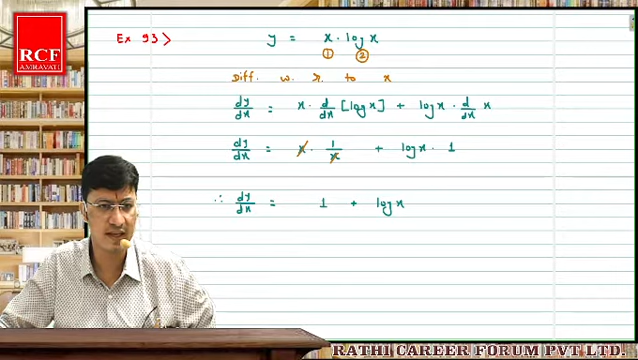 RCF
AMRAVATI
Ex 93> y = x · log x
① ②
Diff. w. r. to x
dy/dx = x · d/dx [log x] + log x · d/dx x
dy/dx = x · 1/x + log x · 1
∴ dy/dx = 1 + log x
RATHI CAREER FORUM PVT LTD.